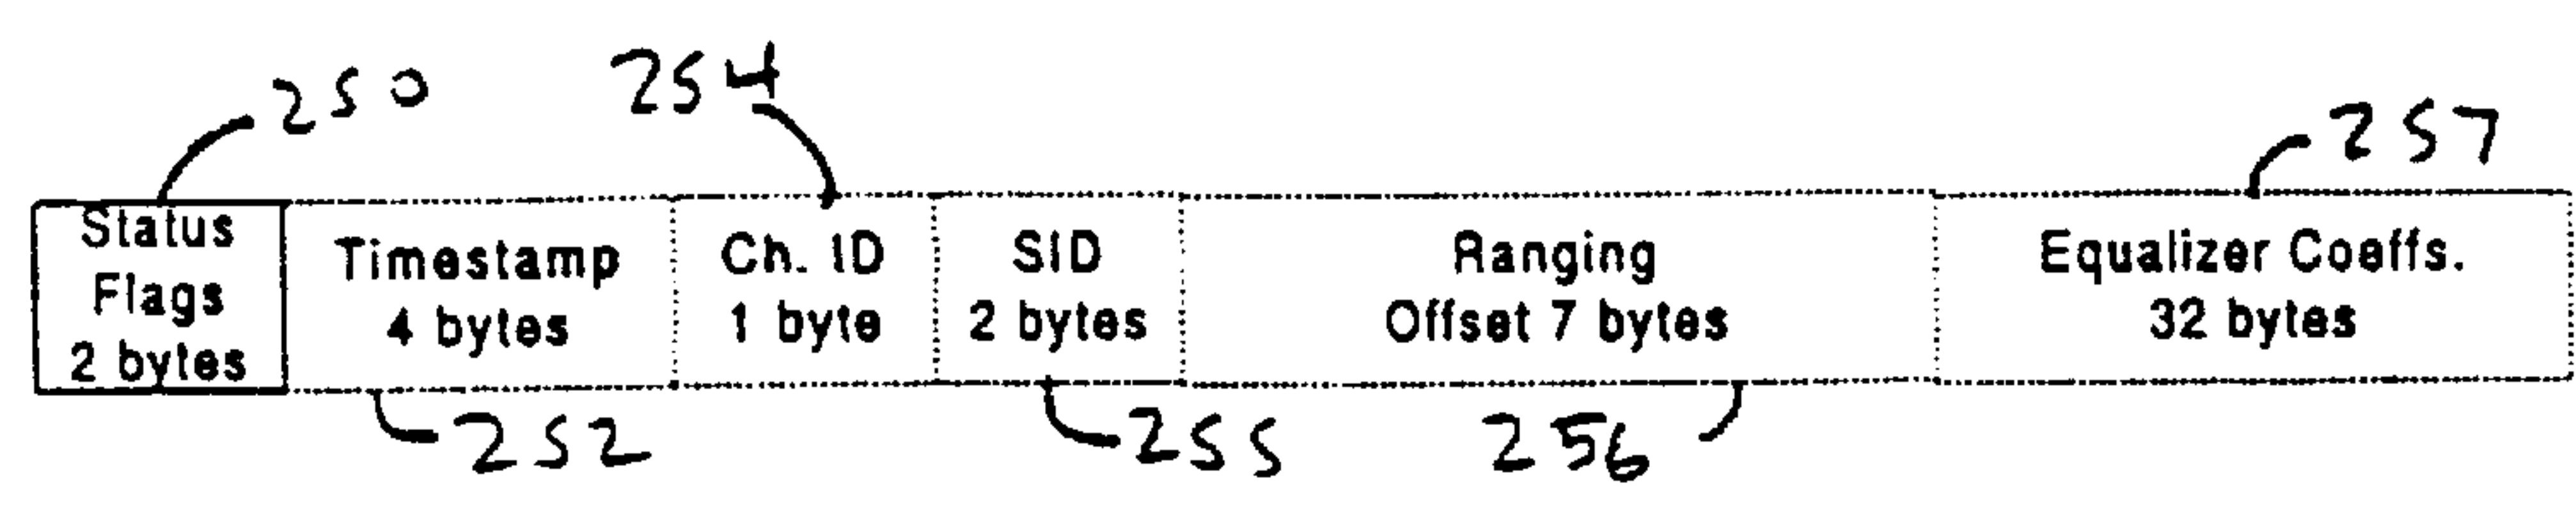 250
254
257
Status
Flags
2 bytes
Timestamp
4 bytes
Ch. ID
1 byte
SID
2 bytes
Ranging
Offset 7 bytes
Equalizer Coeffs.
32 bytes
252
255
256